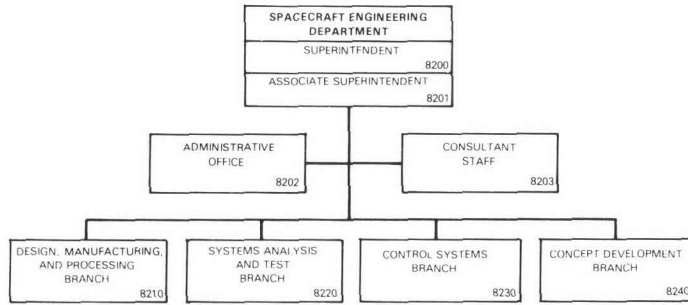 SPACECRAFT ENGINEERING
DEPARTMENT
SUPERINTENDENT
8200
ASSOCIATE SUPERINTENDENT
8201
ADMINISTRATIVE
OFFICE
8202
CONSULTANT
STAFF
8203
DESIGN, MANUFACTURING,
AND PROCESSING
BRANCH
8210
SYSTEMS ANALYSIS
AND TEST
BRANCH
8220
CONTROL SYSTEMS
BRANCH
8230
CONCEPT DEVELOPMENT
BRANCH
8240